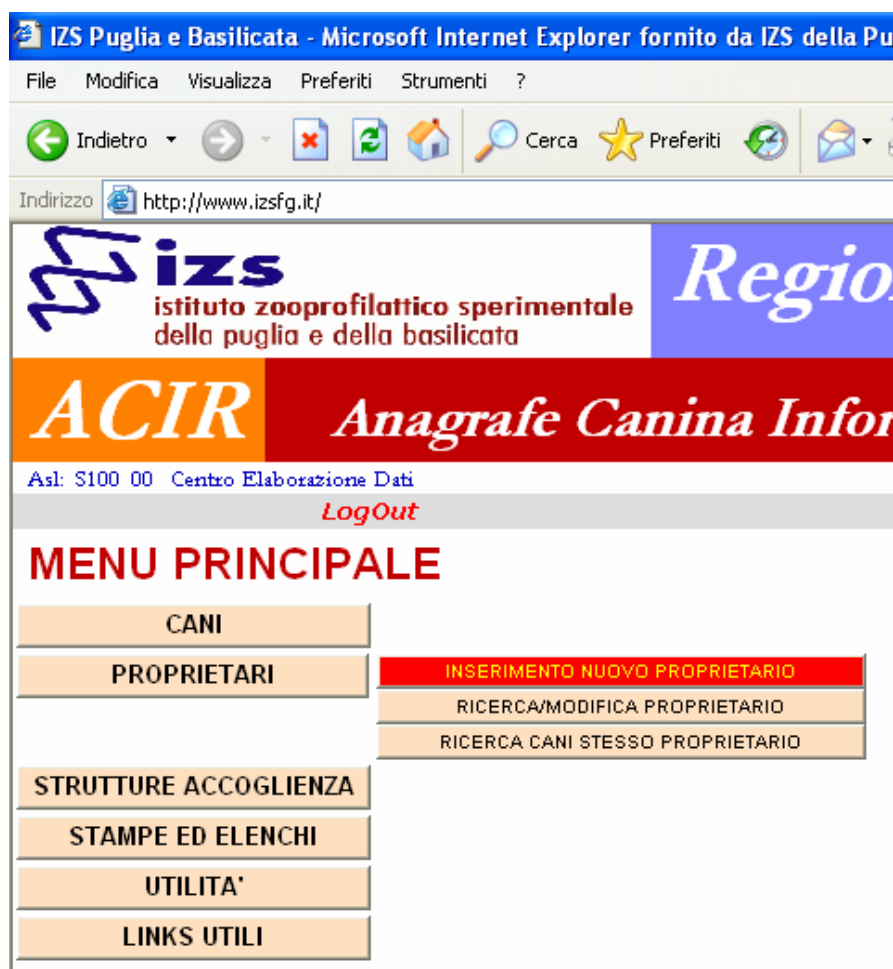 IZS Puglia e Basilicata - Microsoft Internet Explorer fornito da IZS della Pu
File Modifica Visualizza Preferiti Strumenti ?
Indietro Cerca Preferiti
Indirizzo http://www.izsfg.it/
izs
istituto zooprofilattico sperimentale
della puglia e della basilicata
Regio
ACIR Anagrafe Canina Infor
Asl: S100 00 Centro Elaborazione Dati
LogOut
MENU PRINCIPALE
CANI
PROPRIETARI
INSERIMENTO NUOVO PROPRIETARIO
RICERCA/MODIFICA PROPRIETARIO
RICERCA CANI STESSO PROPRIETARIO
STRUTTURE ACCOGLIENZA
STAMPE ED ELENCHI
UTILITA'
LINKS UTILI